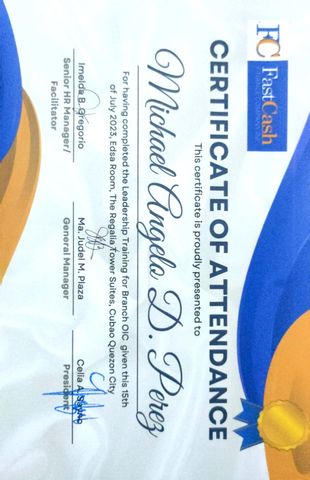 FC
FastCash
CERTIFICATE OF ATTENDANCE
This certificate is proudly presented to
Michael Angelo D. Perez
For having completed the Leadership Training for Branch OIC given this 15th
of July 2023, Edsa Room, The Regalia Tower Suites, Cubao Quezon City
Imelda B. Gregorio
Senior HR Manager/
Facilitator
Ma. Judel M. Plaza
General Manager
Celia A.
President